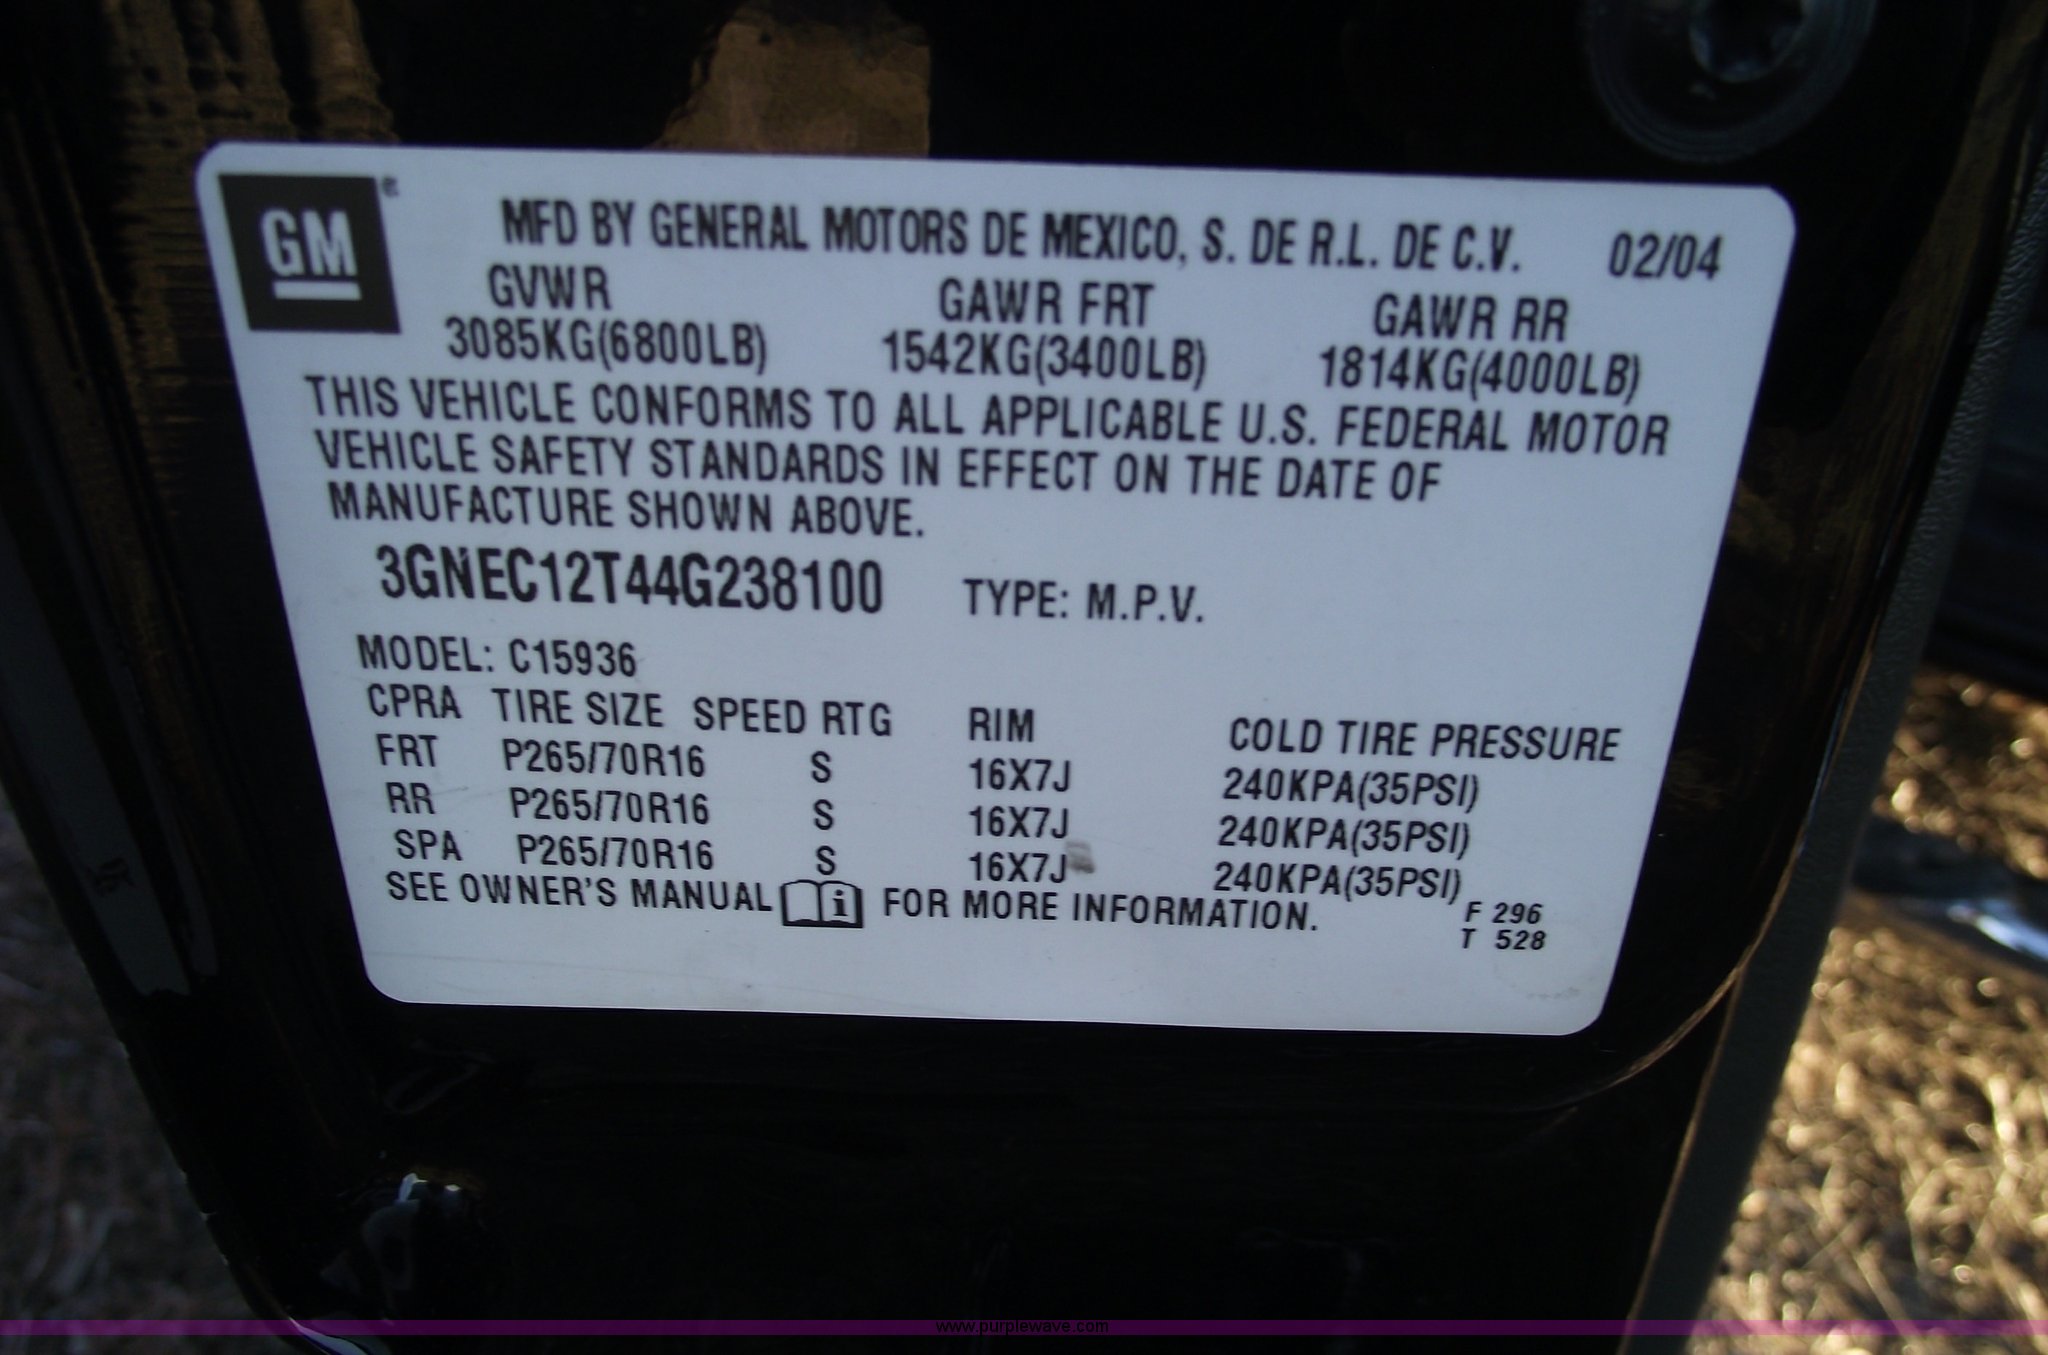 GM ®
MFD BY GENERAL MOTORS DE MEXICO, S. DE R.L. DE C.V. 02/04
GVWR GAWR FRT GAWR RR
3085KG(6800LB) 1542KG(3400LB) 1814KG(4000LB)
THIS VEHICLE CONFORMS TO ALL APPLICABLE U.S. FEDERAL MOTOR
VEHICLE SAFETY STANDARDS IN EFFECT ON THE DATE OF
MANUFACTURE SHOWN ABOVE.
3GNEC12T44G238100 TYPE: M.P.V.
MODEL: C15936
CPRA TIRE SIZE SPEED RTG RIM COLD TIRE PRESSURE
FRT P265/70R16 S 16X7J 240KPA(35PSI)
RR P265/70R16 S 16X7J 240KPA(35PSI)
SPA P265/70R16 S 16X7J 240KPA(35PSI)
SEE OWNER'S MANUAL i FOR MORE INFORMATION.
F 296
T 528
www.purplewave.com